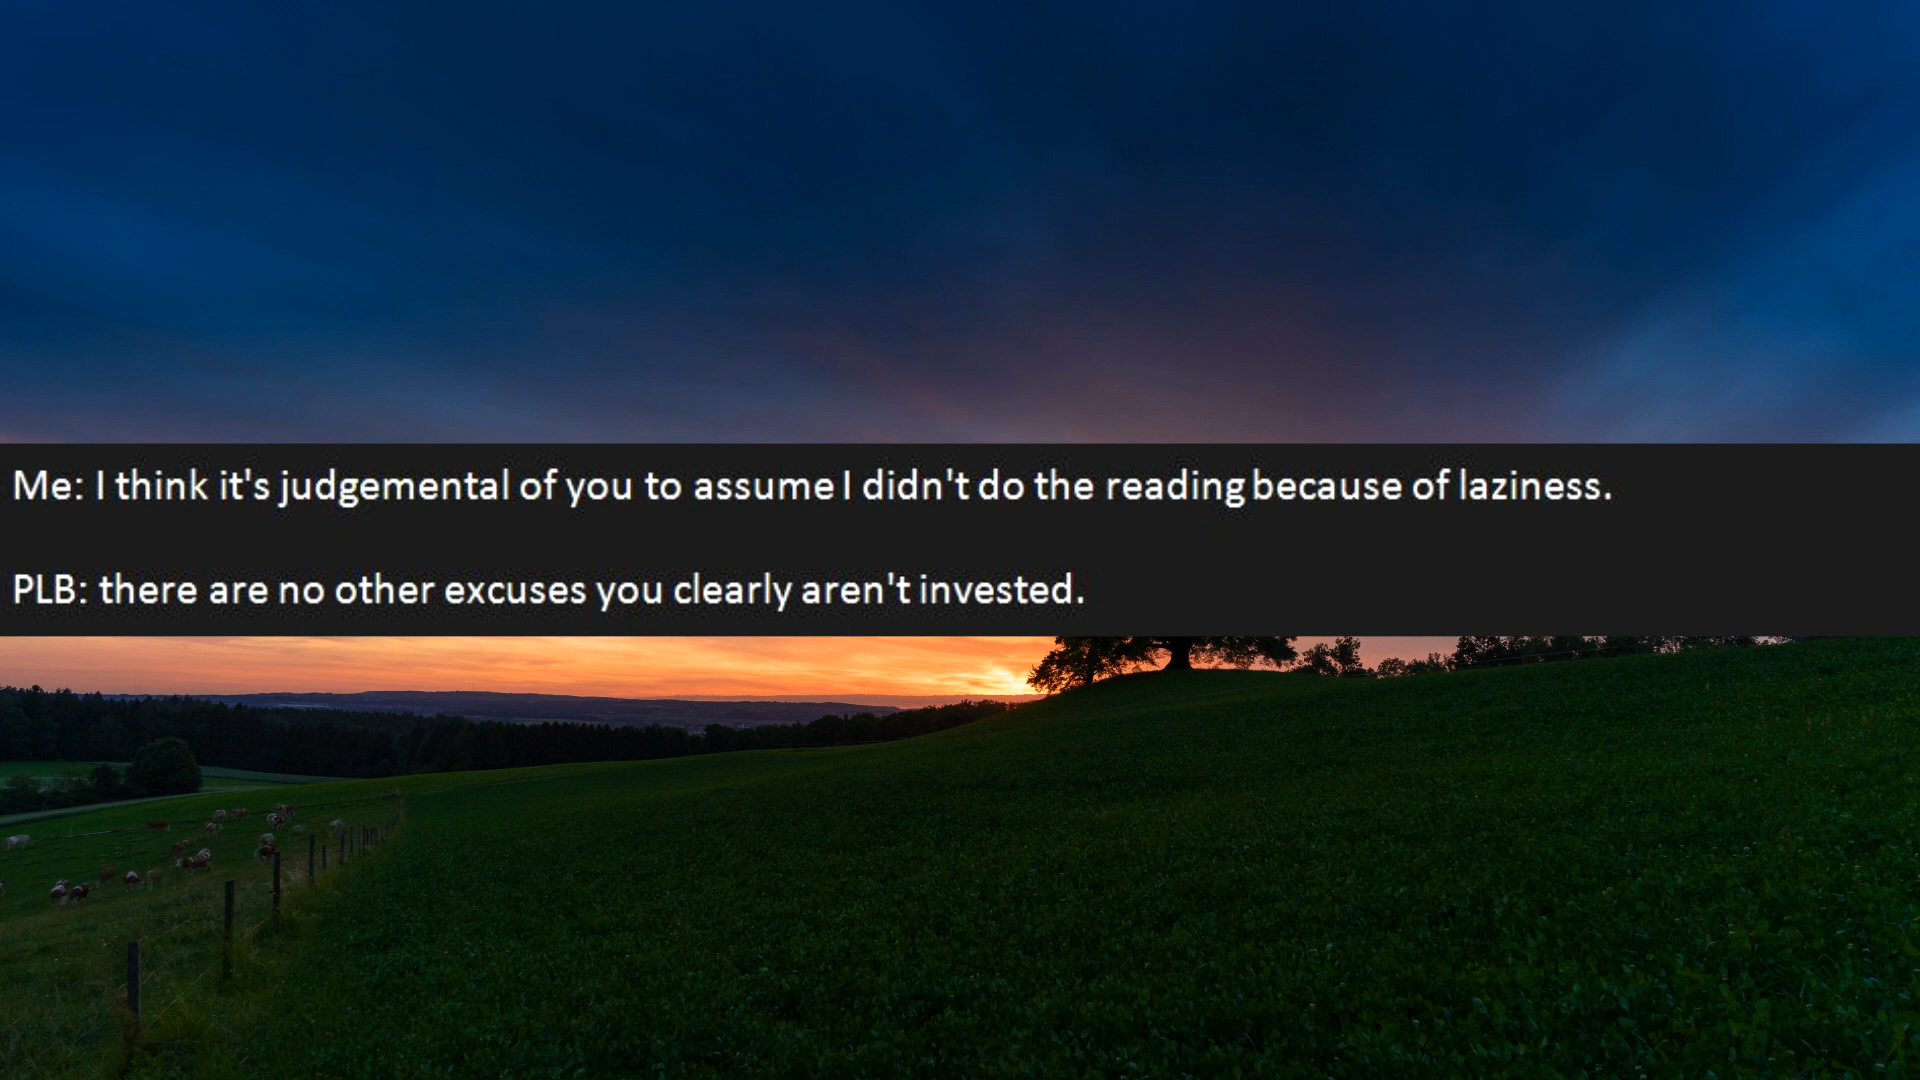 Me: I think it's judgemental of you to assume I didn't do the reading because of laziness.
PLB: there are no other excuses you clearly aren't invested.